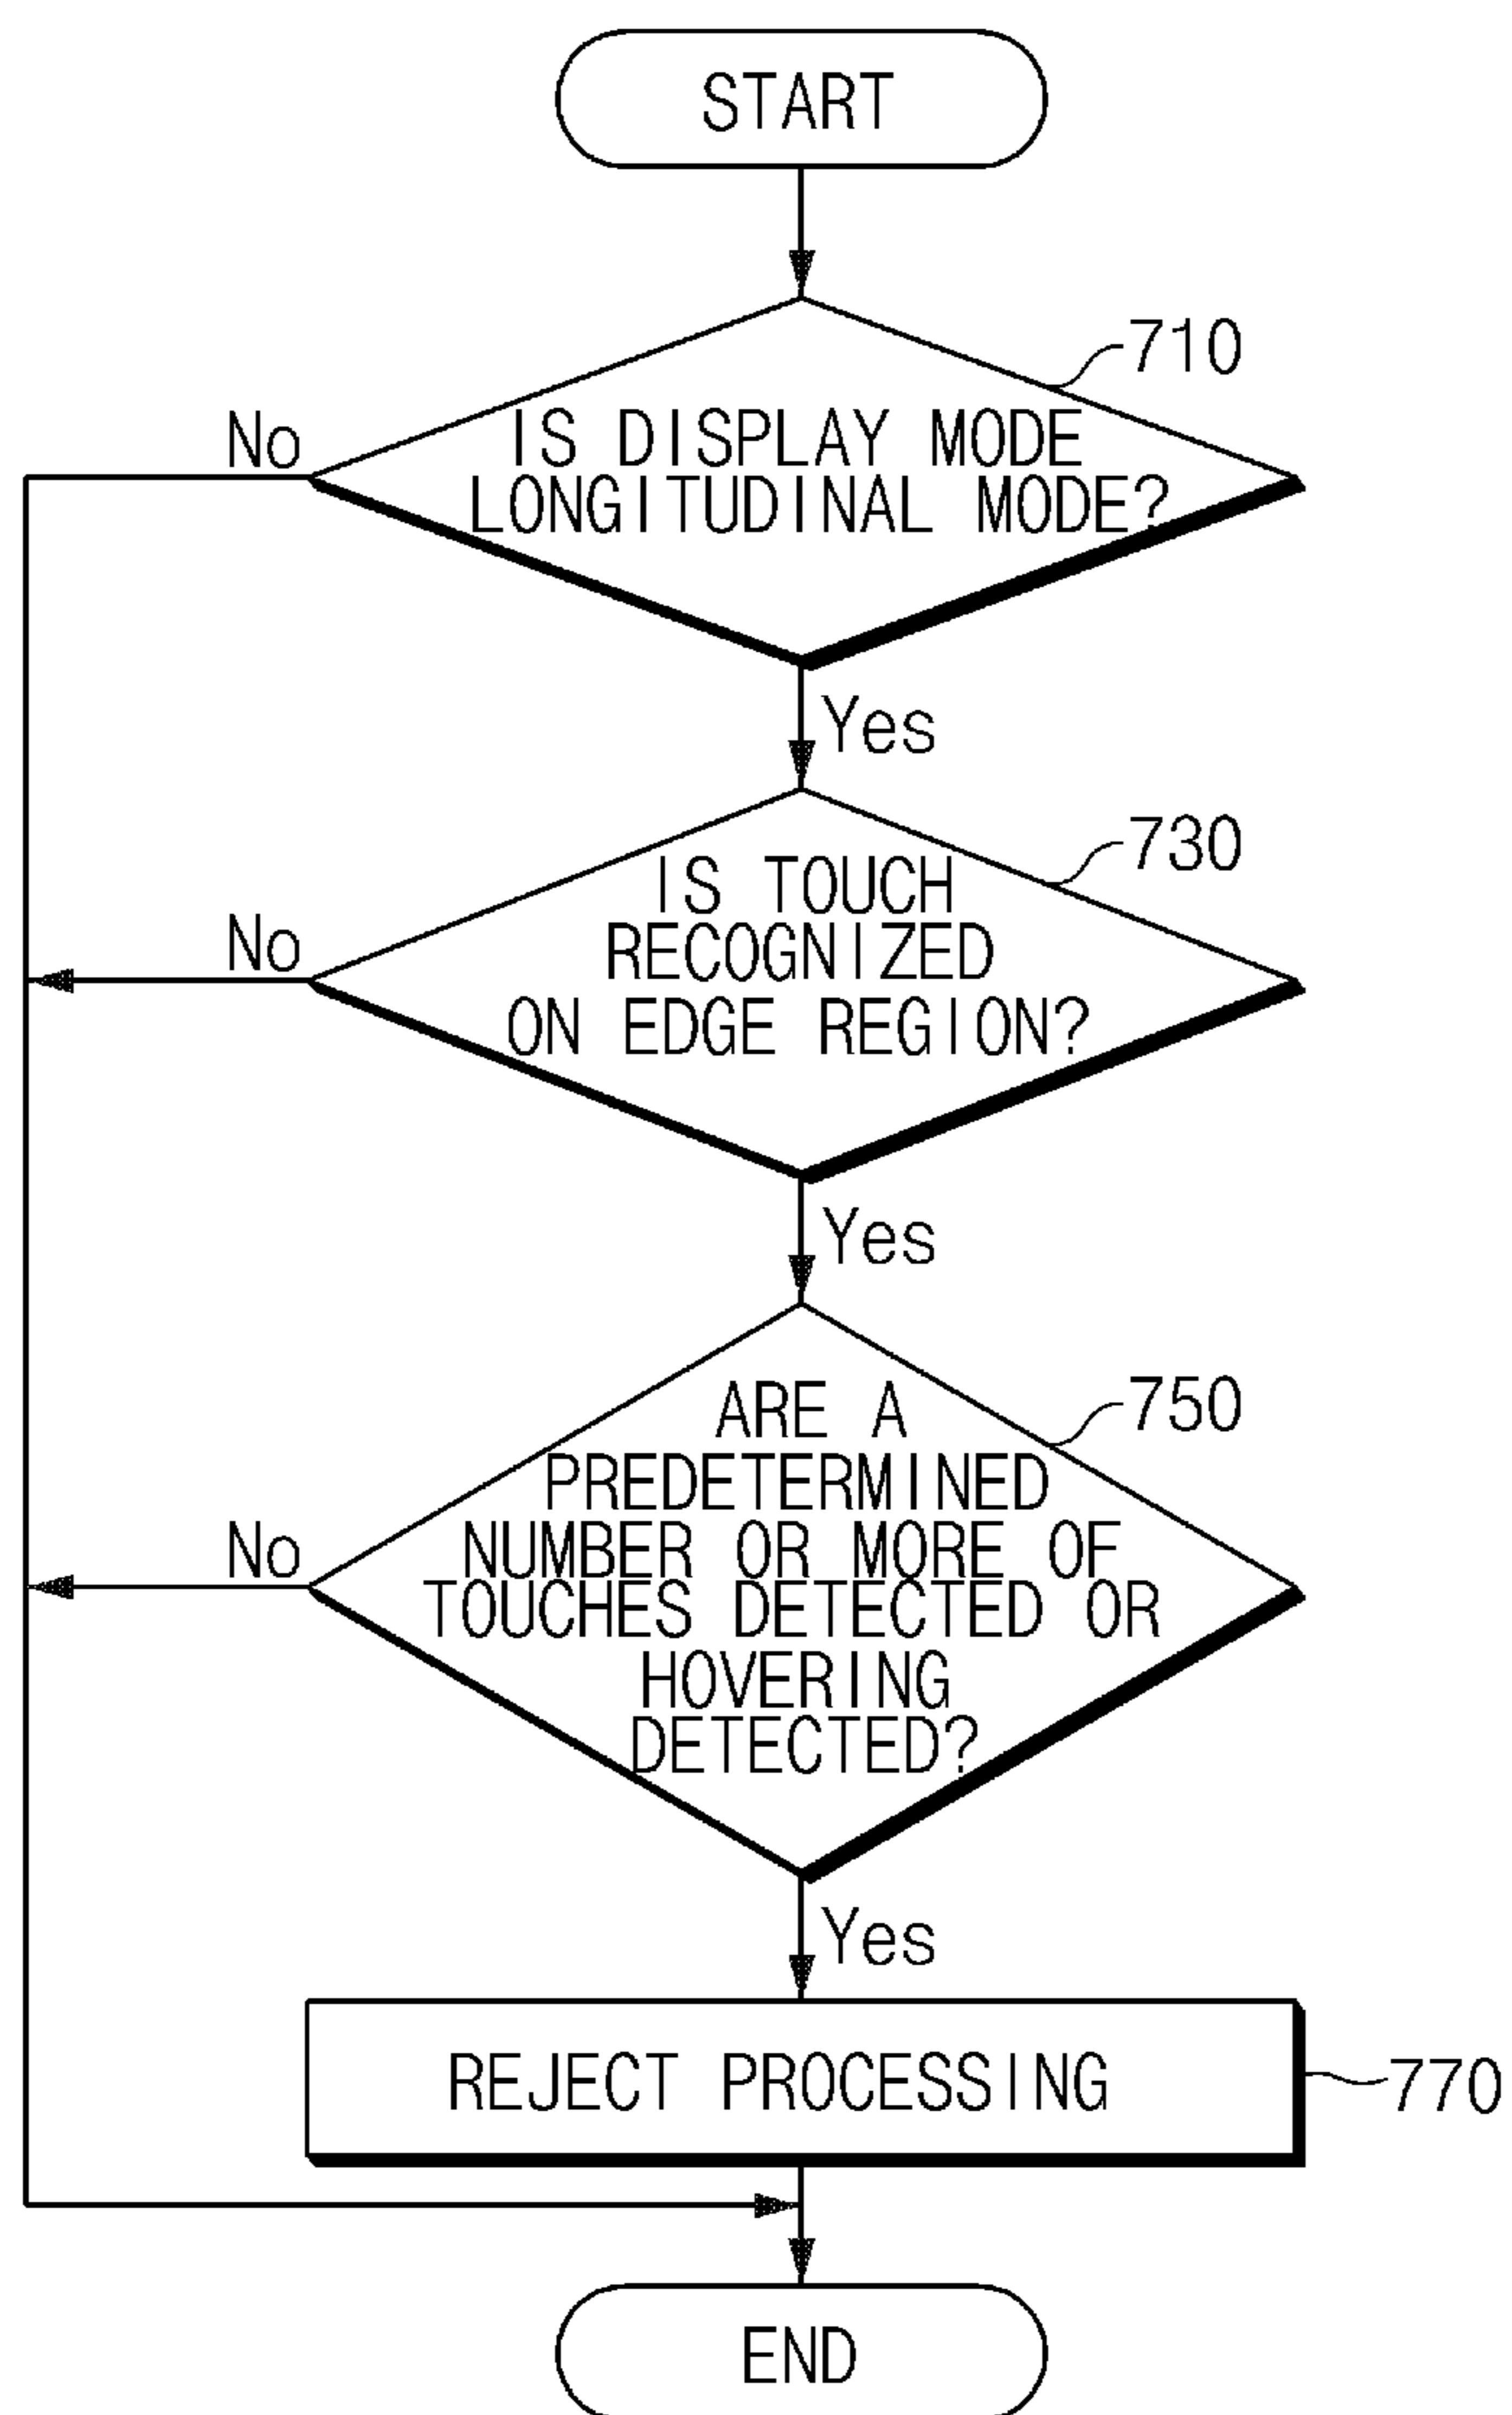 START
710
No
IS DISPLAY MODE
LONGITUDINAL MODE?
Yes
730
IS TOUCH
RECOGNIZED
No
ON EDGE REGION?
Yes
750
ARE A
PREDETERMINED
NUMBER OR MORE OF
No
TOUCHES DETECTED OR
HOVERING
DETECTED?
Yes
REJECT PROCESSING
770
END